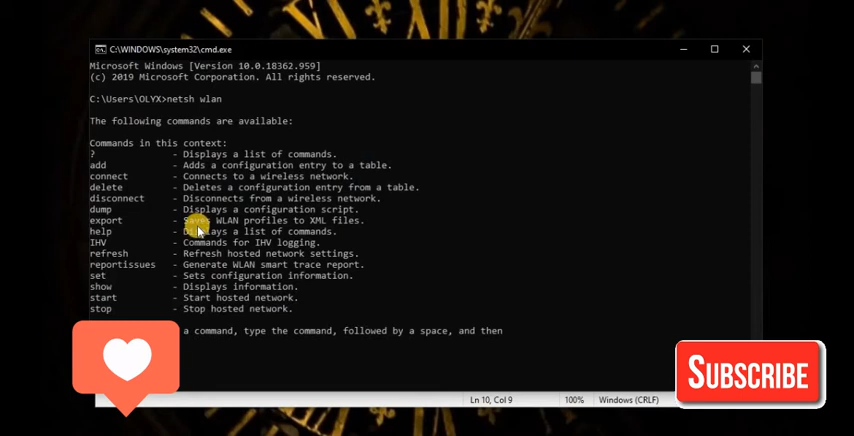 C:\WINDOWS\system32\cmd.exe
Microsoft Windows [Version 10.0.18362.959]
(c) 2019 Microsoft Corporation. All rights reserved.
C:\Users\OLYX>netsh wlan
The following commands are available:
Commands in this context:
? - Displays a list of commands.
add - Adds a configuration entry to a table.
connect - Connects to a wireless network.
delete - Deletes a configuration entry from a table.
disconnect - Disconnects from a wireless network.
dump - Displays a configuration script.
export - Saves WLAN profiles to XML files.
help - Displays a list of commands.
IHV - Commands for IHV logging.
refresh - Refresh hosted network settings.
reportissues - Generate WLAN smart trace report.
set - Sets configuration information.
show - Displays information.
start - Start hosted network.
stop - Stop hosted network.
a command, type the command, followed by a space, and then
SUBSCRIBE
Ln 10, Col 9 100% Windows (CRLF)